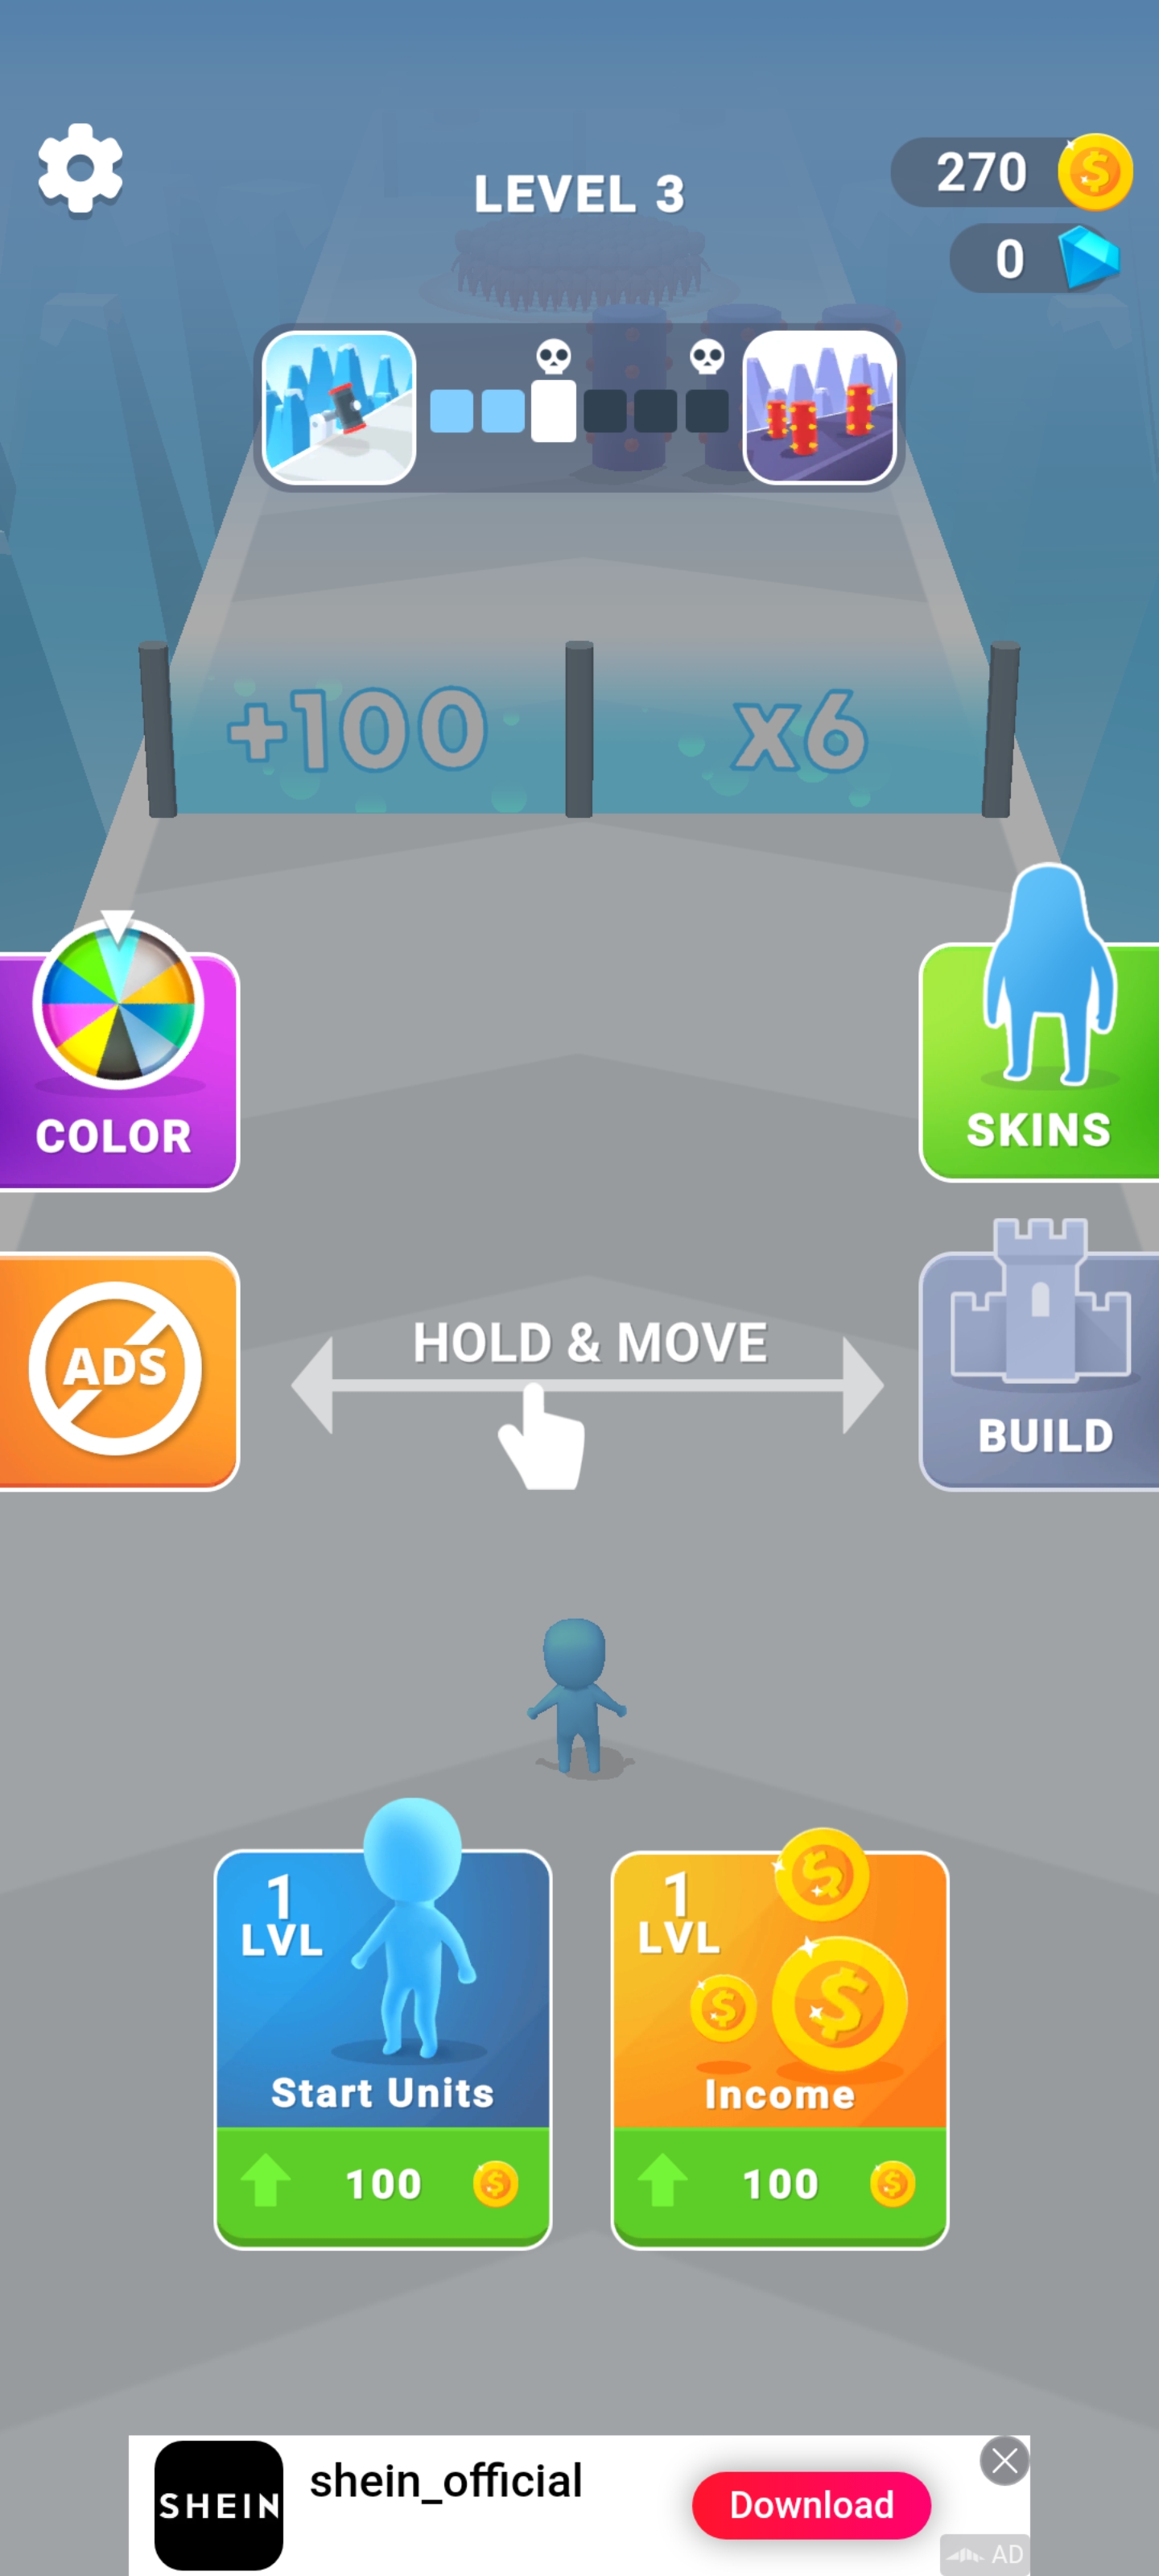 LEVEL 3
270
0
+100
x6
COLOR
SKINS
ADS
HOLD & MOVE
BUILD
1
LVL
Start Units
100
1
LVL
Income
100
SHEIN
shein_official
Download
AD